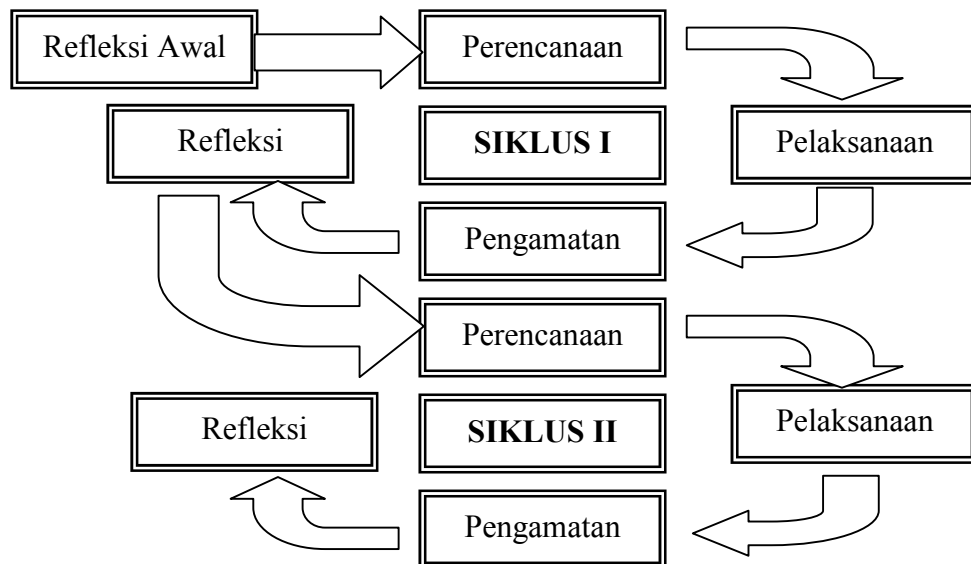 Refleksi Awal
Perencanaan
Refleksi
SIKLUS I
Pelaksanaan
Pengamatan
Perencanaan
Refleksi
SIKLUS II
Pelaksanaan
Pengamatan